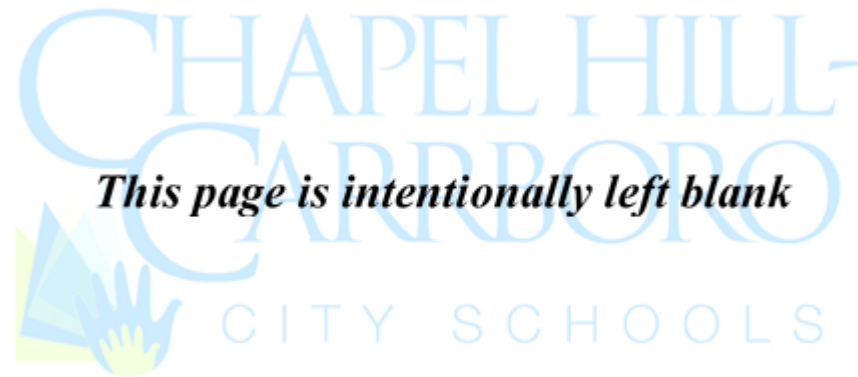 CHAPEL HILL-
CARRBORO
This page is intentionally left blank
CITY SCHOOLS